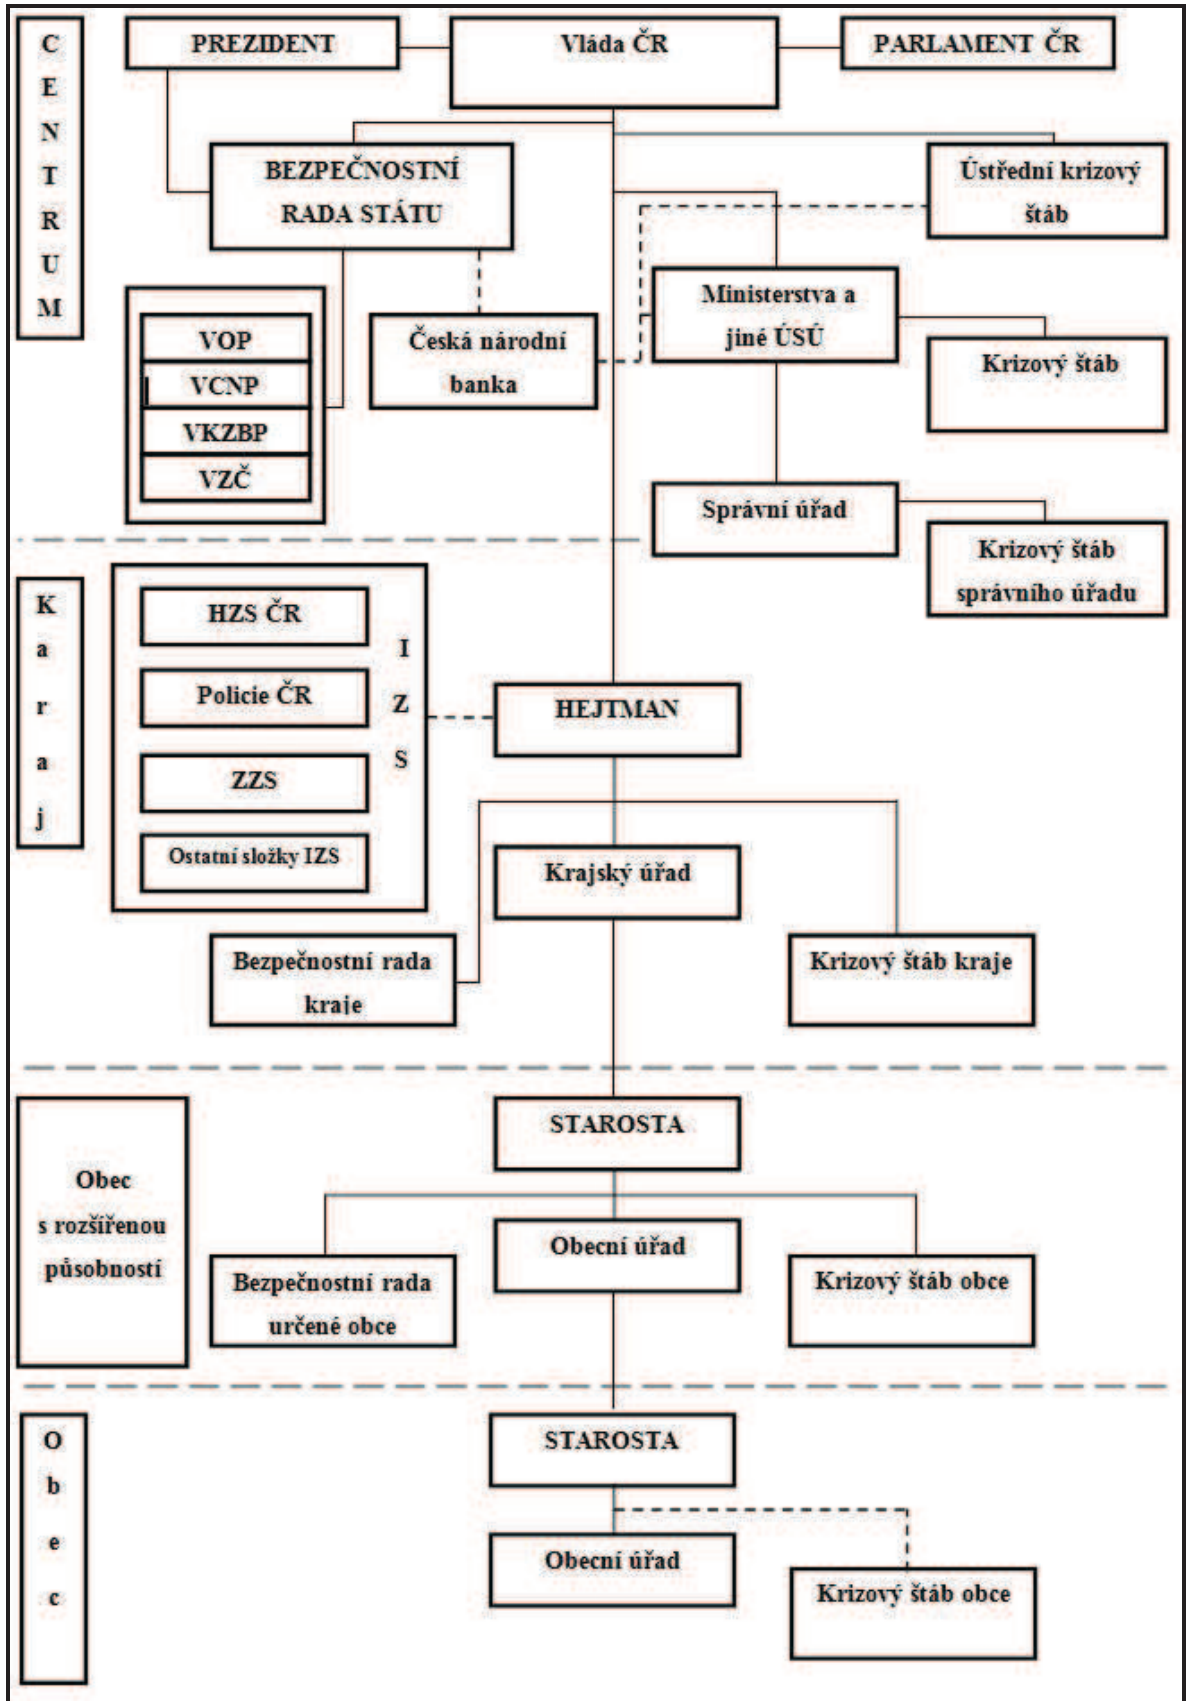 C
E
N
T
R
U
M
PREZIDENT
Vláda ČR
PARLAMENT ČR
BEZPEČNOSTNÍ
RADA STÁTU
Ústřední krizový
štáb
Ministerstva a
jiné ÚSÚ
VOP
VCNP
VKZBP
VZČ
Česká národní
banka
Krizový štáb
Správní úřad
Krizový štáb
správního úřadu
K
a
r
a
j
HZS ČR
Policie ČR
ZZS
Ostatní složky IZS
I
Z
S
HEJTMAN
Krajský úřad
Bezpečnostní rada
kraje
Krizový štáb kraje
Obec
s rozšířenou
působností
STAROSTA
Obecní úřad
Bezpečnostní rada
určené obce
Krizový štáb obce
O
b
e
c
STAROSTA
Obecní úřad
Krizový štáb obce